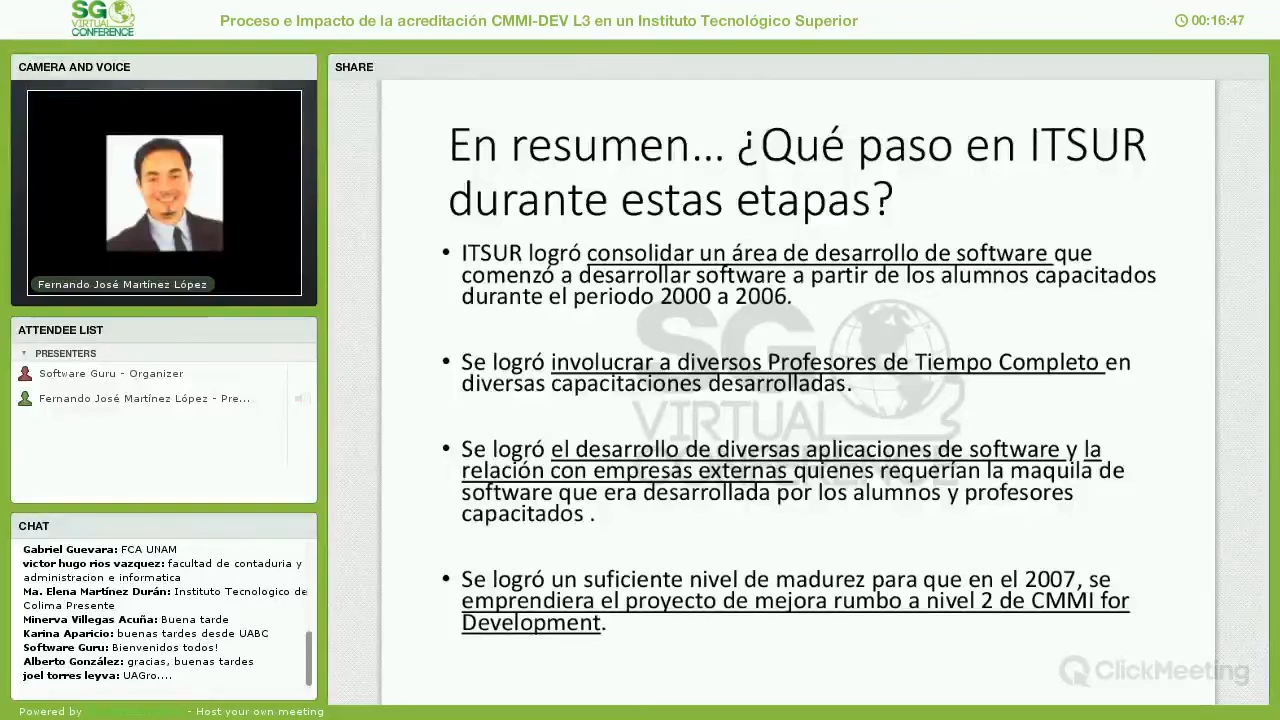 SG
VIRTUAL
CONFERENCE
Proceso e Impacto de la acreditación CMMI-DEV L3 en un Instituto Tecnológico Superior
00:16:47
CAMERA AND VOICE
Fernando José Martínez López
ATTENDEE LIST
PRESENTERS
Software Guru - Organizer
Fernando José Martínez López - Pre...
CHAT
Gabriel Guevara: FCA UNAM
victor hugo rios vazquez: facultad de contaduria y
administracion e informatica
Ma. Elena Martínez Durán: Instituto Tecnologico de
Colima Presente
Minerva Villegas Acuña: Buena tarde
Karina Aparicio: buenas tardes desde UABC
Software Guru: Bienvenidos todos!
Alberto González: gracias, buenas tardes
joel torres leyva: UAGro....
Powered by - Host your own meeting
SHARE
En resumen... ¿Qué paso en ITSUR
durante estas etapas?
• ITSUR logró consolidar un área de desarrollo de software que
comenzó a desarrollar software a partir de los alumnos capacitados
durante el periodo 2000 a 2006.
• Se logró involucrar a diversos Profesores de Tiempo Completo en
diversas capacitaciones desarrolladas.
• Se logró el desarrollo de diversas aplicaciones de software y la
relación con empresas externas quienes requerían la maquila de
software que era desarrollada por los alumnos y profesores
capacitados .
• Se logró un suficiente nivel de madurez para que en el 2007, se
emprendiera el proyecto de mejora rumbo a nivel 2 de CMMI for
Development.
SG
VIRTUAL
CONFERENCE
ClickMeeting